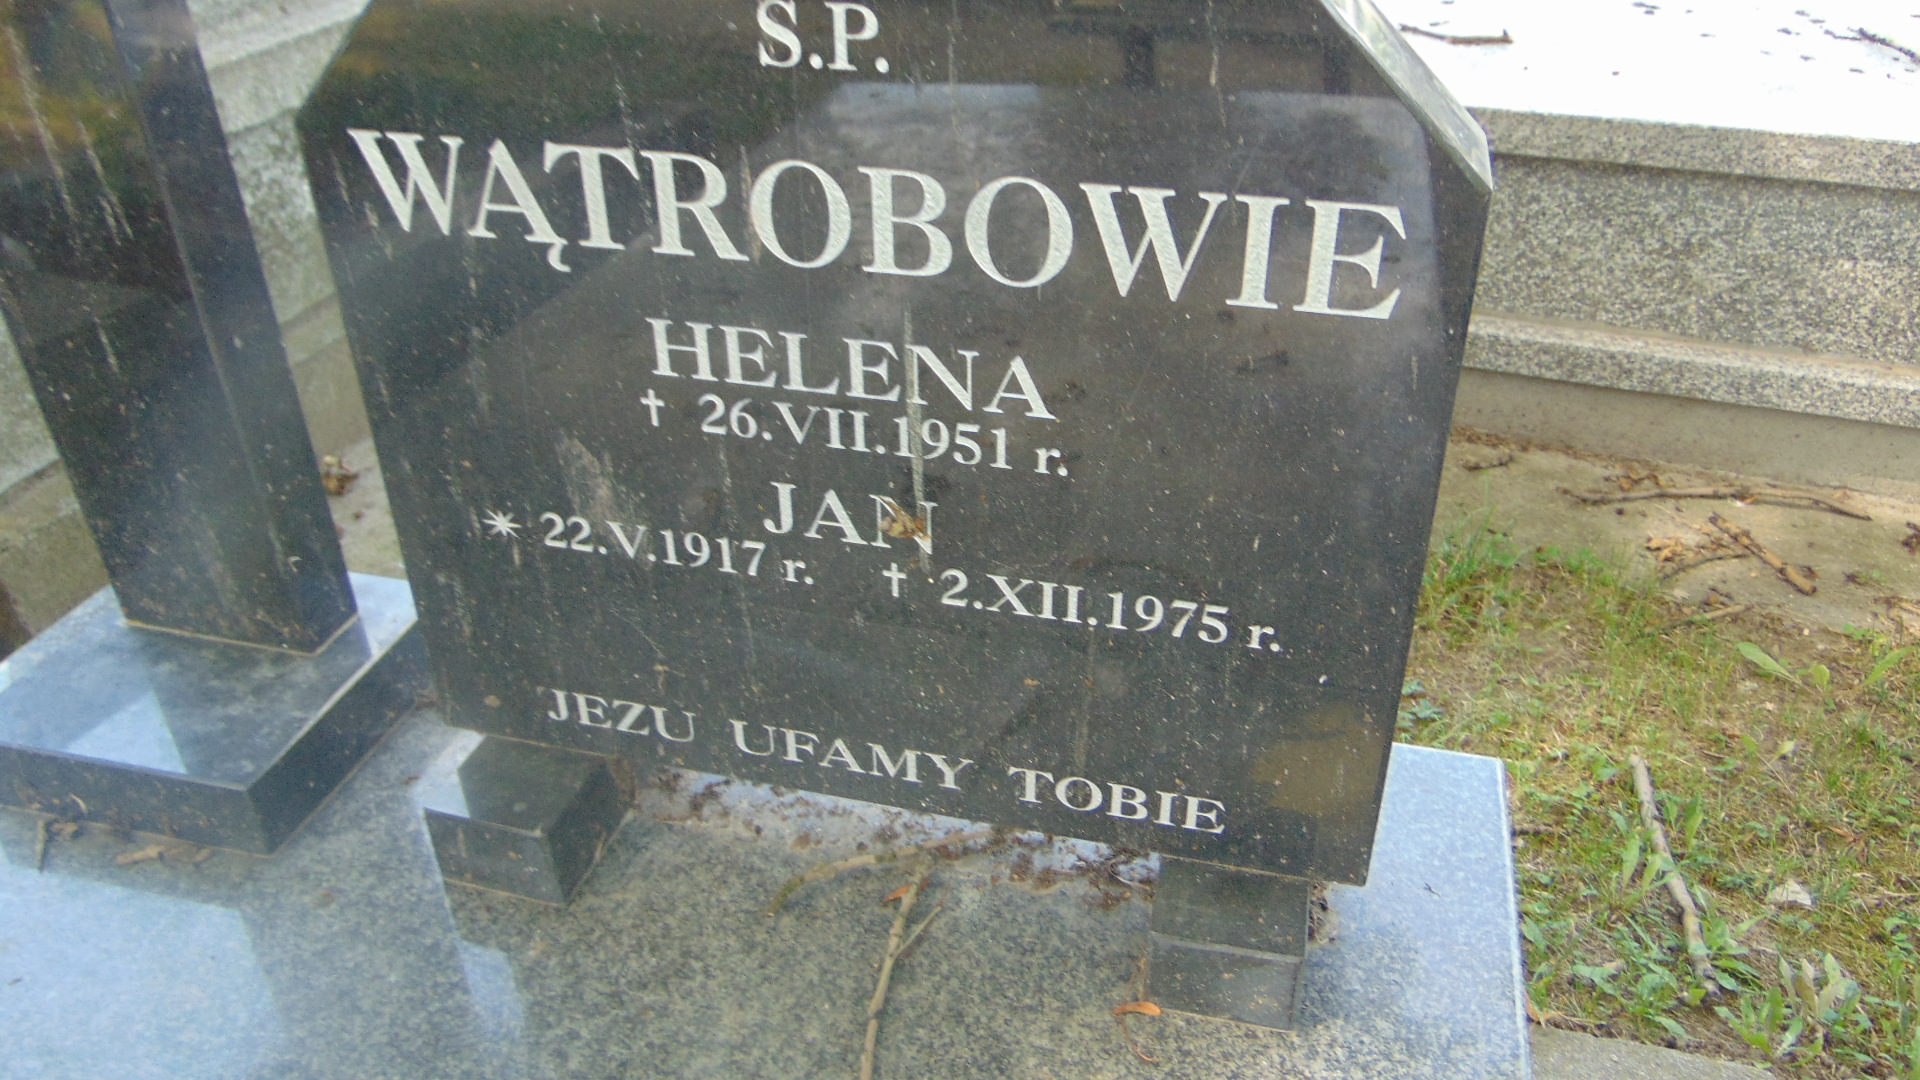 Ś.P.
WĄTROBOWIE
HELENA
† 26.VII.1951 r.
JAN
* 22.V.1917 r. † 2.XII.1975 r.
JEZU UFAMY TOBIE